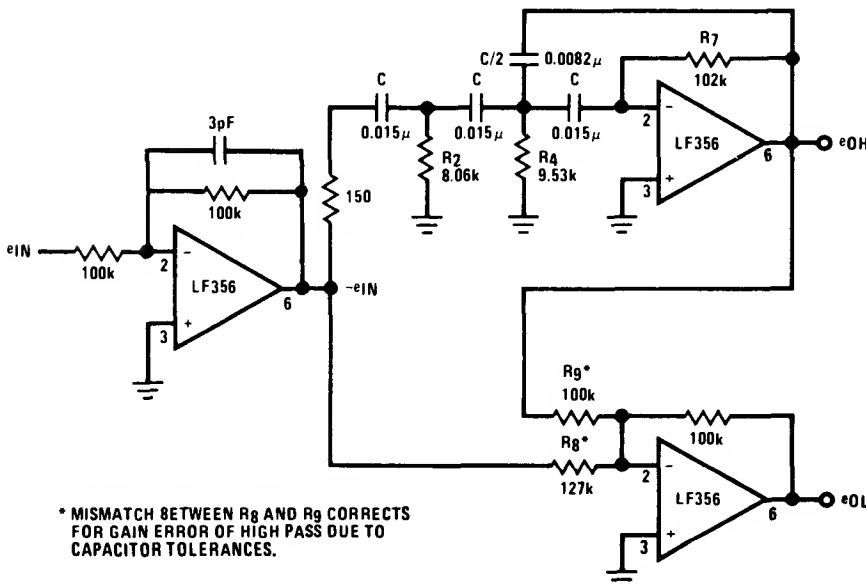 C/2
0.0082μ
R7
102k
C
0.015μ
C
0.015μ
C
0.015μ
R2
8.06k
R4
9.53k
2
-
LF356
6
eOH
+
3
3pF
100k
150
eIN
100k
2
-
LF356
6
-eIN
+
3
R9*
100k
R8*
127k
100k
2
-
LF356
6
eOL
+
3
* MISMATCH BETWEEN R8 AND R9 CORRECTS
FOR GAIN ERROR OF HIGH PASS DUE TO
CAPACITOR TOLERANCES.